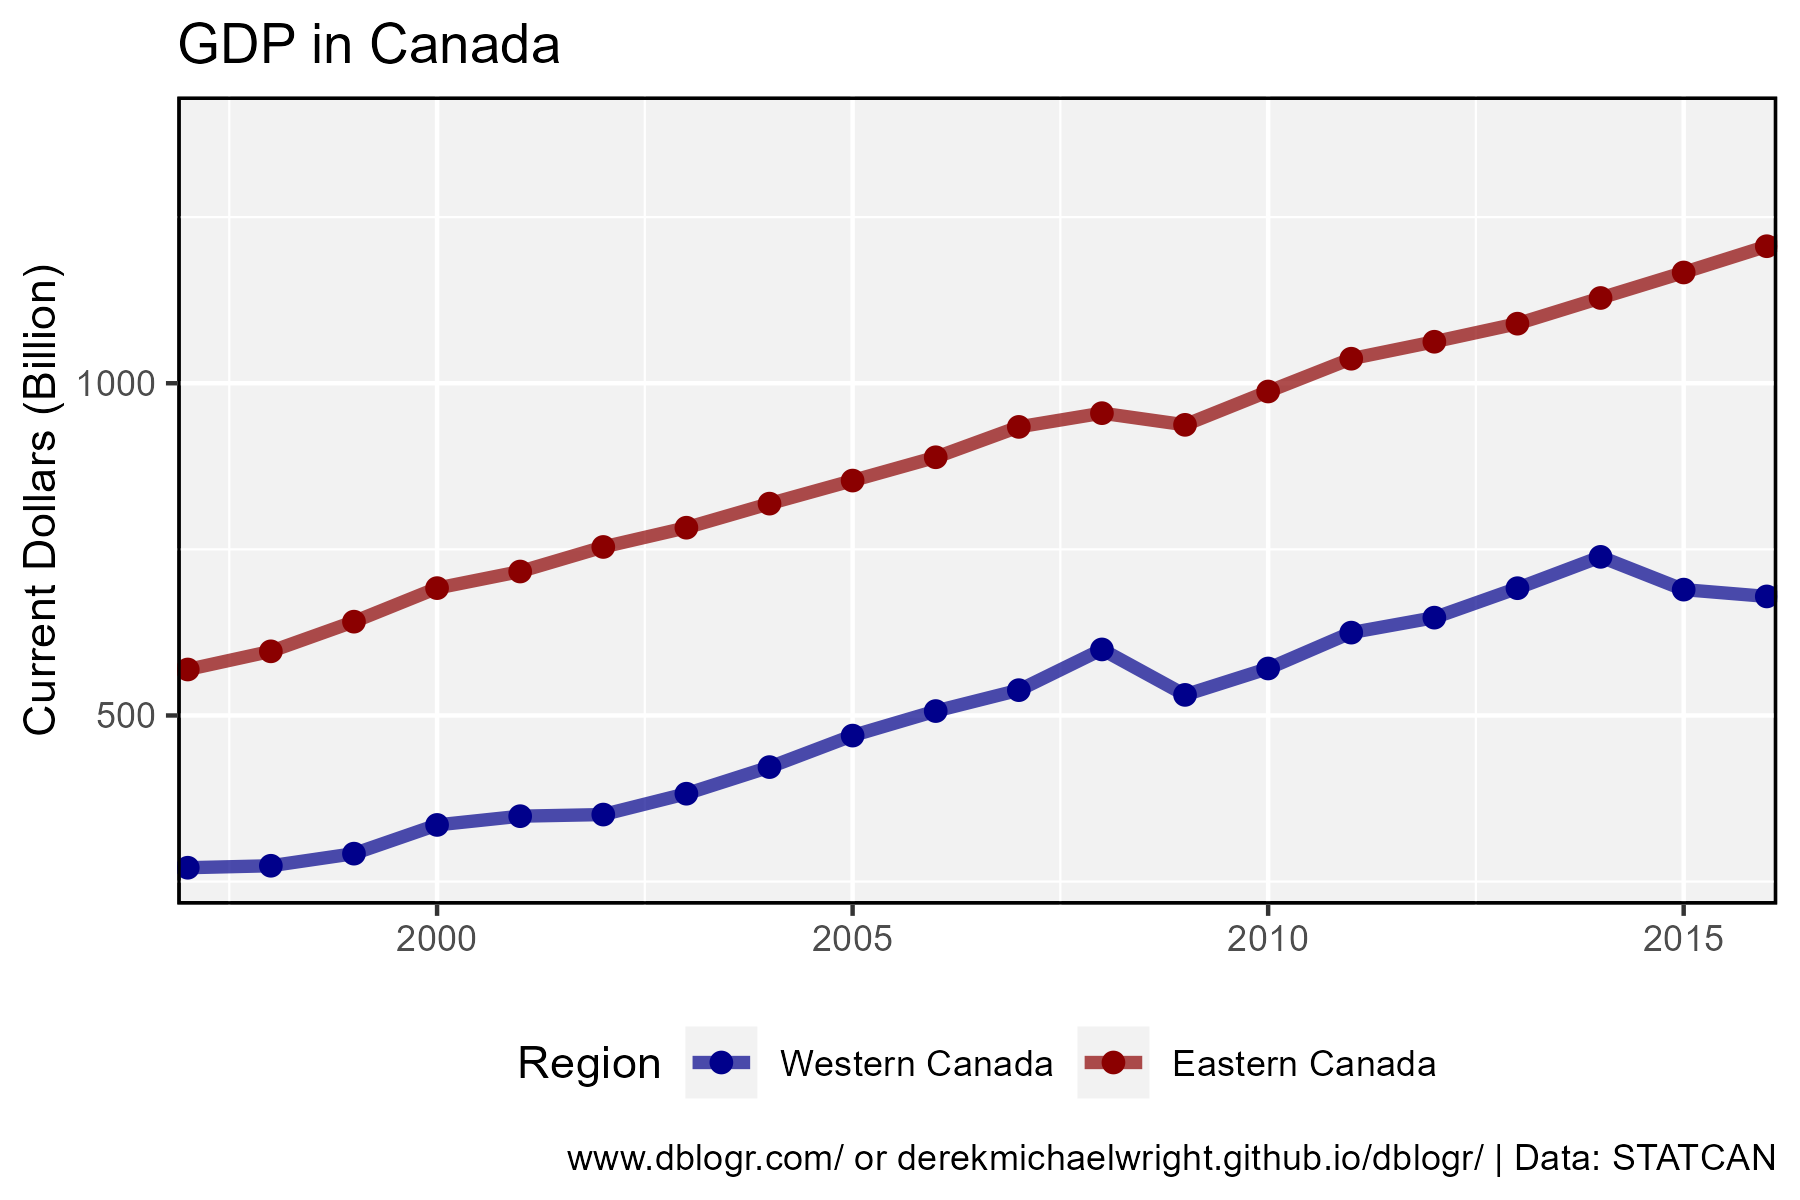 GDP in Canada
Current Dollars (Billion)
1000
500
2000 2005 2010 2015
Region Western Canada Eastern Canada
www.dblogr.com/ or derekmichaelwright.github.io/dblogr/ | Data: STATCAN